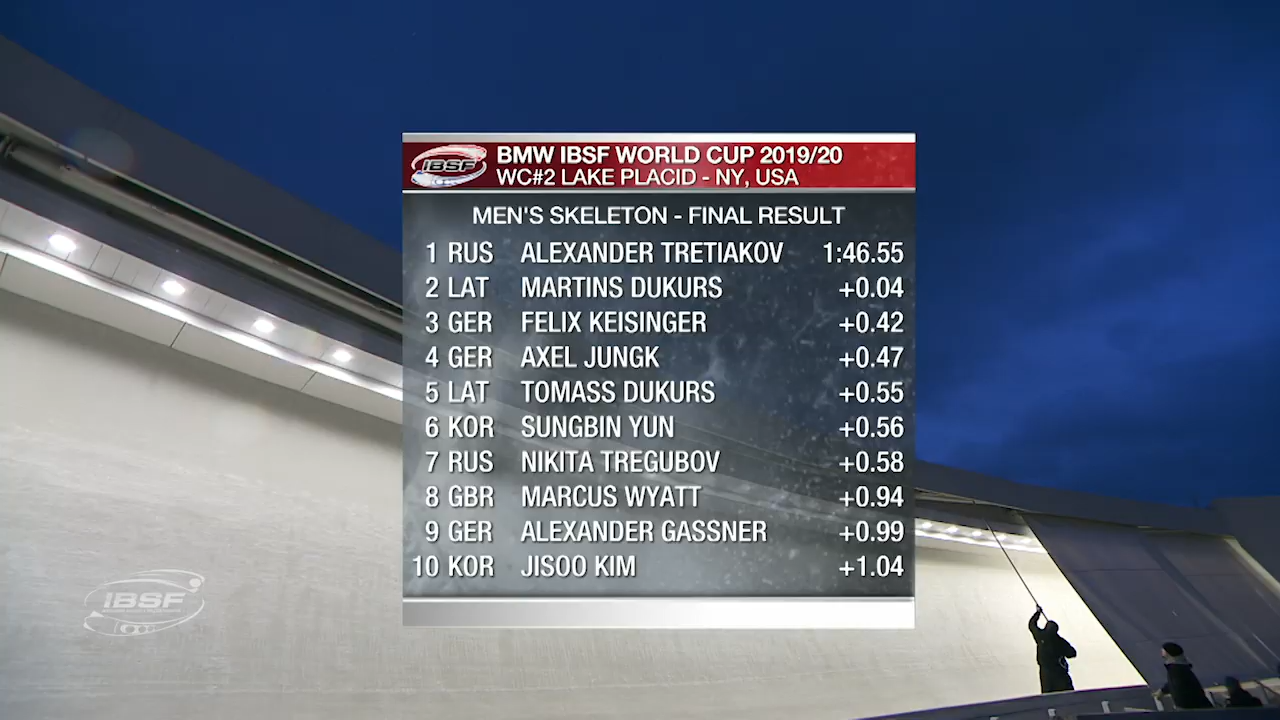 IBSF
BMW IBSF WORLD CUP 2019/20
WC#2 LAKE PLACID - NY, USA
MEN'S SKELETON - FINAL RESULT
1 RUS ALEXANDER TRETIAKOV 1:46.55
2 LAT MARTINS DUKURS +0.04
3 GER FELIX KEISINGER +0.42
4 GER AXEL JUNGK +0.47
5 LAT TOMASS DUKURS +0.55
6 KOR SUNGBIN YUN +0.56
7 RUS NIKITA TREGUBOV +0.58
8 GBR MARCUS WYATT +0.94
9 GER ALEXANDER GASSNER +0.99
10 KOR JISOO KIM +1.04
IBSF